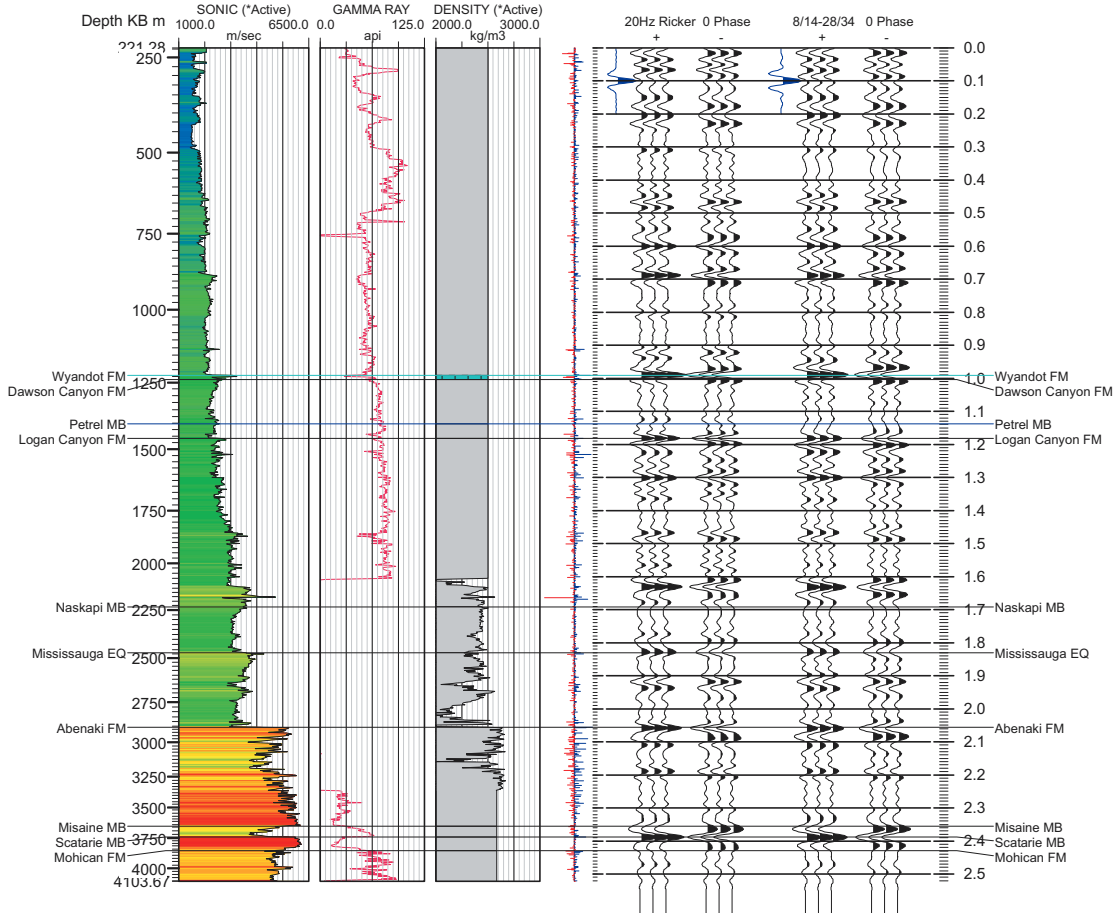 Depth KB m SONIC (*Active) GAMMA RAY DENSITY (*Active) 20Hz Ricker 0 Phase 8/14-28/34 0 Phase
1000.0 6500.0 0.0 125.0 2000.0 3000.0
m/sec api kg/m3 + - + -
221.28 0.0
250
0.1
0.2
500 0.3
0.4
0.5
750 0.6
0.7
1000 0.8
0.9
Wyandot FM 1.0 Wyandot FM
1250
Dawson Canyon FM Dawson Canyon FM
1.1
Petrel MB Petrel MB
Logan Canyon FM Logan Canyon FM
1500 1.2
1.3
1750 1.4
1.5
2000 1.6
Naskapi MB Naskapi MB
2250 1.7
1.8
Mississauga EQ Mississauga EQ
2500
1.9
2750 2.0
Abenaki FM Abenaki FM
3000 2.1
3250 2.2
3500 2.3
Misaine MB Misaine MB
3750 2.4
Scatarie MB Scatarie MB
Mohican FM Mohican FM
4000 2.5
4103.67